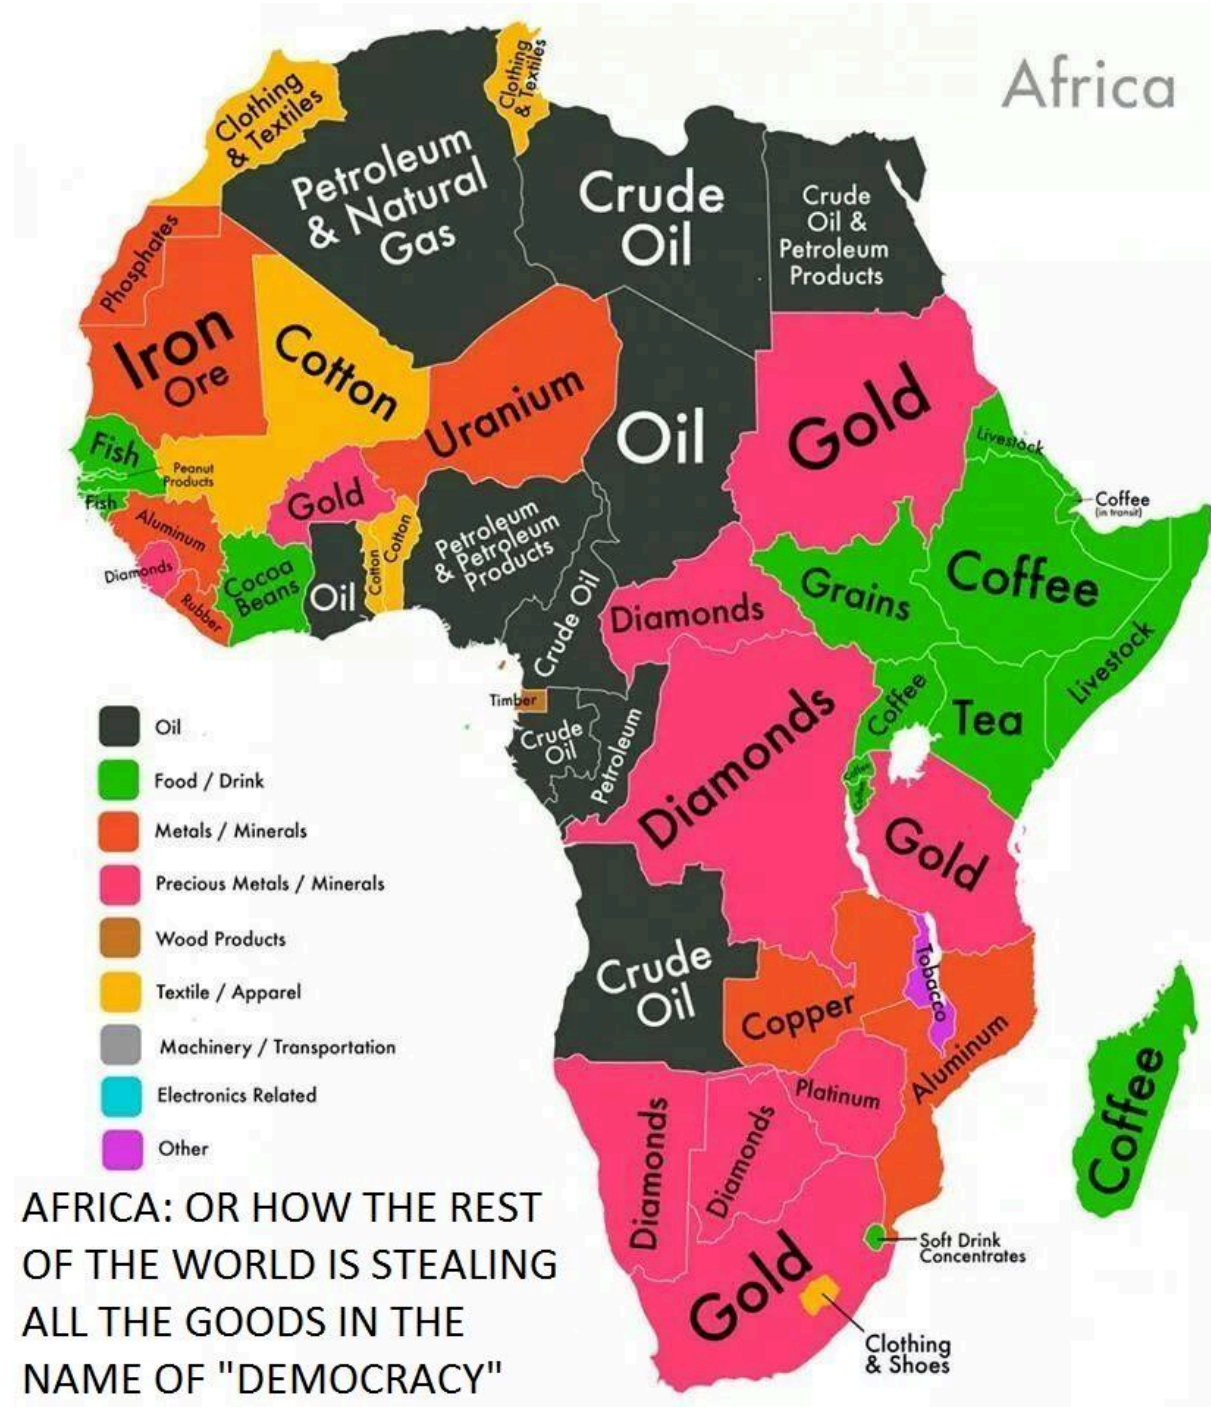 Africa
Clothing
& Textiles
Clothing
& Textiles
Petroleum
& Natural
Gas
Crude
Oil
Crude
Oil &
Petroleum
Products
Phosphates
Iron
Ore
Cotton
Uranium
Oil
Gold
Livestock
Coffee
(in transit)
Fish
Peanut
Products
Fish
Gold
Aluminum
Diamonds
Rubber
Cocoa
Beans
Oil
Cotton
Cotton
Petroleum
& Petroleum
Products
Crude Oil
Diamonds
Grains
Coffee
Livestock
Timber
Crude
Oil
Petroleum
Diamonds
Coffee
Tea
Coffee
Coffee
Gold
Crude
Oil
Copper
Tobacco
Aluminum
Platinum
Diamonds
Diamonds
Gold
Coffee
Soft Drink
Concentrates
Clothing
& Shoes
Oil
Food / Drink
Metals / Minerals
Precious Metals / Minerals
Wood Products
Textile / Apparel
Machinery / Transportation
Electronics Related
Other
AFRICA: OR HOW THE REST
OF THE WORLD IS STEALING
ALL THE GOODS IN THE
NAME OF "DEMOCRACY"